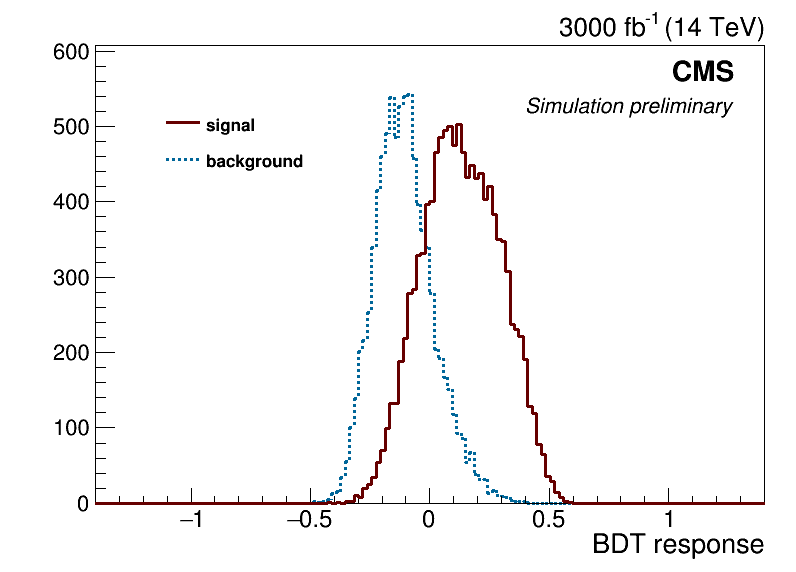 3000 fb⁻¹ (14 TeV)
CMS
Simulation preliminary
signal
background
600
500
400
300
200
100
0
−1 −0.5 0 0.5 1
BDT response